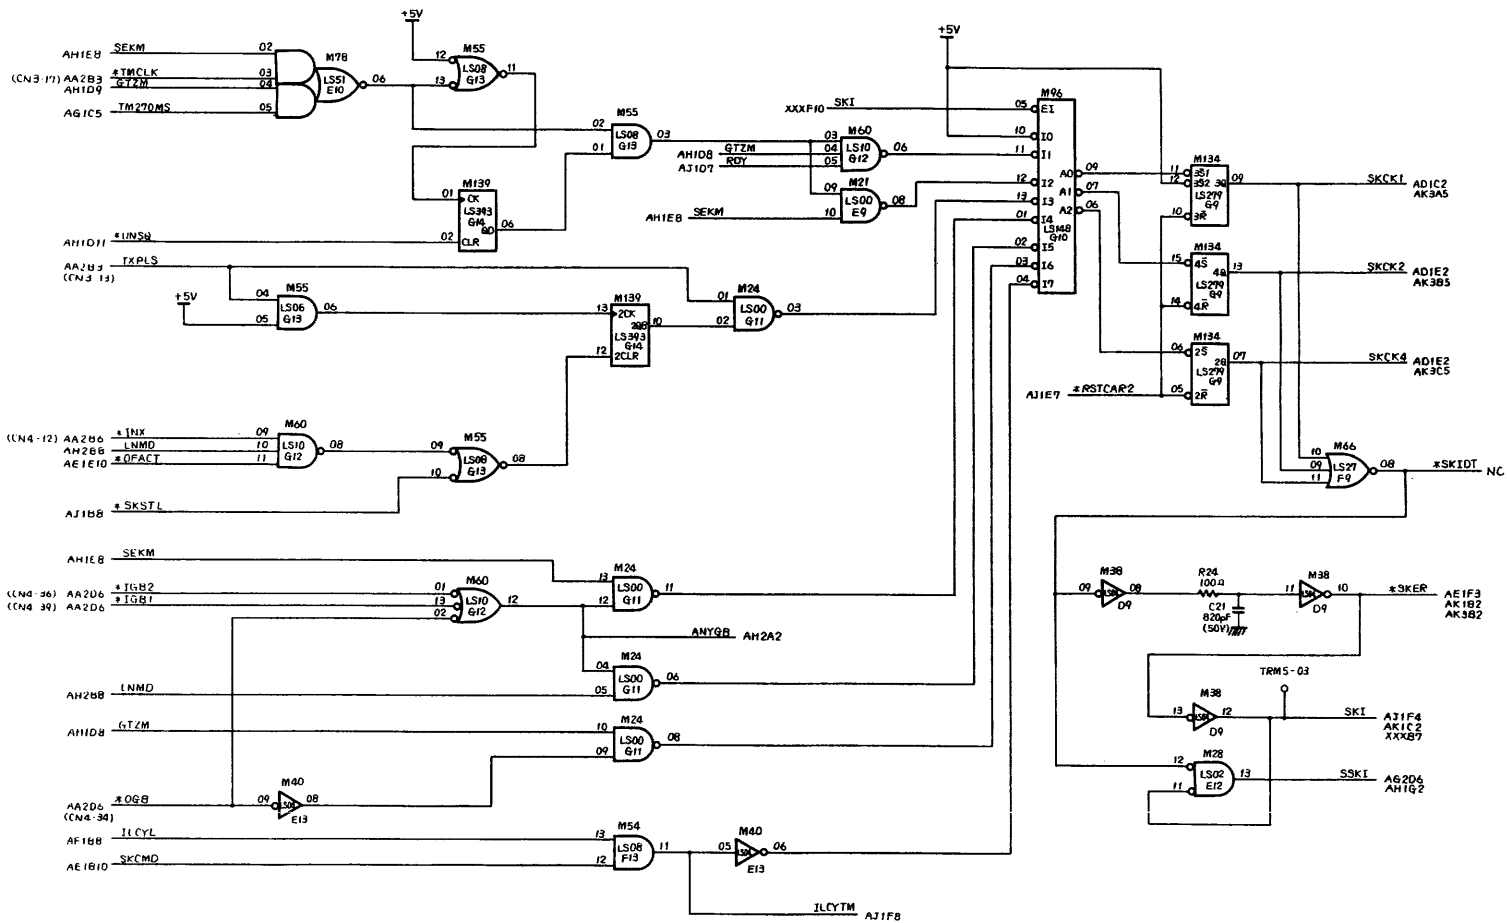 +5V
AH1E8 SEKM 02
(CN3-17) AA2B3 *TMCLK 03
AH1D9 GTZM 04
AG1C5 TM270MS 05
M78
LS51
E10
06
12 M55 11
13 LS08
G13
M55
02 LS08 03
01 G13
M139
01 CK
LS393
G14
QD 06
02 CLR
AH1D11 *UNSQ
AA2B3 TXPLS
(CN3-13)
+5V
M55
04 LS06 06
05 G13
M139
13 2CK
2QB 10
LS393
G14
12 2CLR
M24
01 LS00 03
02 G11
XXXF10 SKI
M60
03 LS10 06
AH1D8 GTZM 04 G12
AJ1D7 RDY 05
M21
09 LS00 08
AH1E8 SEKM 10 E9
+5V
M96
05 EI
10 I0
11 I1
12 I2
13 I3
01 I4
02 I5
03 I6
04 I7
A0 09
A1 07
A2 06
LS148
G10
M134
11 3S1
12 3S2 3Q 09
LS279
G9
10 3R
SKCK1 AD1C2
AK3A5
M134
15 4S
4Q 13
LS279
G9
14 4R
SKCK2 AD1E2
AK3B5
M134
06 2S
2Q 07
LS279
G9
05 2R
SKCK4 AD1E2
AK3C5
AJ1E7 *RSTCAR2
M66
10
09 LS27 08
11 F9
*SKIDT NC
(CN4-12) AA2B6 *INX 09
AH2B8 LNMD 10
AE1E10 *OFACT 11
M60
LS10 08
G12
M55
09 LS08 08
10 G13
AJ1B8 *SKSTL
AH1E8 SEKM
(CN4-36) AA2D6 *IGB2 01
(CN4-39) AA2D6 *IGB1 13
02
M60
LS10 12
G12
M24
13 LS00 11
12 G11
ANYGB AH2A2
M24
04 LS00 06
05 G11
AH2B8 LNMD
AH1D8 GTZM
M24
10 LS00 08
09 G11
AA2D6 *OGB
(CN4-34)
M40
09 LS04 08
E13
AF1B8 ILCYL
AE1B10 SKCMD
M54
13 LS08 11
12 F13
M40
05 LS04 06
E13
ILCYTM AJ1F8
M38
09 LS04 08
D9
R24
100Ω
C21
820pF
(50V)
M38
11 LS04 10
D9
*SKER AE1F3
AK1B2
AK3B2
TRM5-03
M38
13 LS04 12
D9
SKI AJ1F4
AK1C2
XXXB7
M28
12 LS02 13
11 E12
SSKI AG2D6
AH1G2